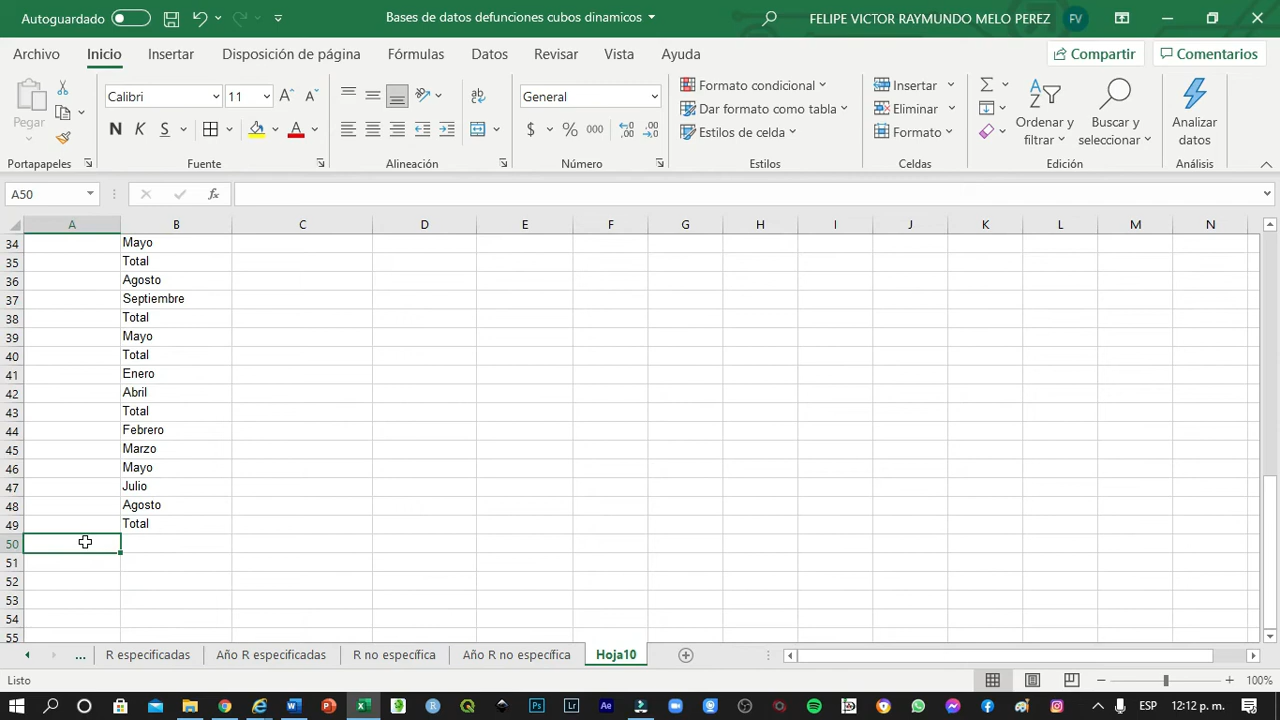 Autoguardado
Bases de datos defunciones cubos dinamicos
FELIPE VICTOR RAYMUNDO MELO PEREZ
FV
Archivo Inicio Insertar Disposición de página Fórmulas Datos Revisar Vista Ayuda
Compartir Comentarios
Pegar
Calibri 11
General
N K S
$ % 000
Formato condicional
Dar formato como tabla
Estilos de celda
Insertar
Eliminar
Formato
Ordenar y filtrar
Buscar y seleccionar
Analizar datos
Portapapeles Fuente Alineación Número Estilos Celdas Edición Análisis
A50
fx
A B C D E F G H I J K L M N
34 Mayo
35 Total
36 Agosto
37 Septiembre
38 Total
39 Mayo
40 Total
41 Enero
42 Abril
43 Total
44 Febrero
45 Marzo
46 Mayo
47 Julio
48 Agosto
49 Total
50
51
52
53
54
55
... R especificadas Año R especificadas R no específica Año R no específica Hoja10
Listo
100%
ESP 12:12 p. m.